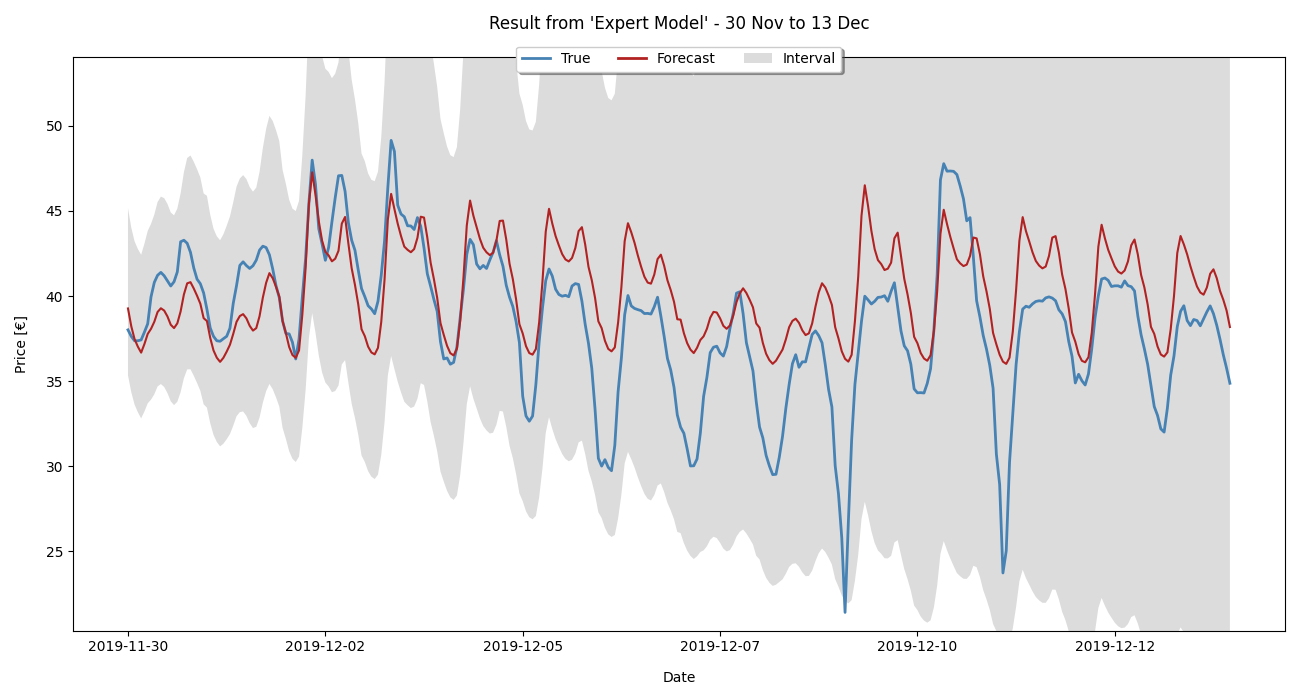 Result from 'Expert Model' - 30 Nov to 13 Dec
True Forecast Interval
Price [€]
50
45
40
35
30
25
2019-11-30 2019-12-02 2019-12-05 2019-12-07 2019-12-10 2019-12-12
Date